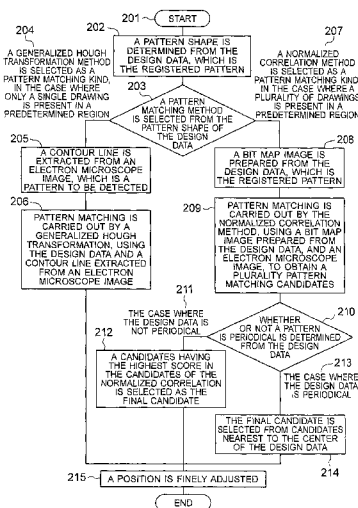 201
START
204
202
207
A GENERALIZED HOUGH
TRANSFORMATION METHOD
IS SELECTED AS A
PATTERN MATCHING KIND,
IN THE CASE WHERE
ONLY A SINGLE DRAWING
IS PRESENT IN A
PREDETERMINED REGION
A PATTERN SHAPE IS
DETERMINED FROM THE
DESIGN DATA, WHICH IS
THE REGISTERED PATTERN
A NORMALIZED
CORRELATION METHOD
IS SELECTED AS A
PATTERN MATCHING KIND
IN THE CASE WHERE A
PLURALITY OF DRAWINGS
IS PRESENT IN A
PREDETERMINED REGION
203
A PATTERN
MATCHING METHOD
IS SELECTED FROM THE
PATTERN SHAPE OF
THE DESIGN
DATA
205
208
A CONTOUR LINE IS
EXTRACTED FROM AN
ELECTRON MICROSCOPE
IMAGE, WHICH IS A
PATTERN TO BE DETECTED
A BIT MAP IMAGE IS
PREPARED FROM THE
DESIGN DATA, WHICH IS
THE REGISTERED PATTERN
206
209
PATTERN MATCHING IS
CARRIED OUT BY A
GENERALIZED HOUGH
TRANSFORMATION, USING
THE DESIGN DATA AND A
CONTOUR LINE EXTRACTED
FROM AN ELECTRON
MICROSCOPE IMAGE
PATTERN MATCHING IS
CARRIED OUT BY THE
NORMALIZED CORRELATION
METHOD, USING A BIT MAP
IMAGE PREPARED FROM
THE DESIGN DATA, AND AN
ELECTRON MICROSCOPE
IMAGE, TO OBTAIN A
PLURALITY PATTERN
MATCHING CANDIDATES
211
THE CASE WHERE
THE DESIGN DATA IS
NOT PERIODICAL
210
WHETHER
OR NOT A PATTERN
IS PERIODICAL IS DETERMINED
FROM THE DESIGN
DATA
212
A CANDIDATES HAVING
THE HIGHEST SCORE IN
THE CANDIDATES OF THE
NORMALIZED CORRELATION
IS SELECTED AS THE
FINAL CANDIDATE
213
THE CASE WHERE
THE DESIGN DATA
IS PERIODICAL
THE FINAL CANDIDATE IS
SELECTED FROM CANDIDATES
NEAREST TO THE CENTER
OF THE DESIGN DATA
214
215
A POSITION IS FINELY ADJUSTED
END